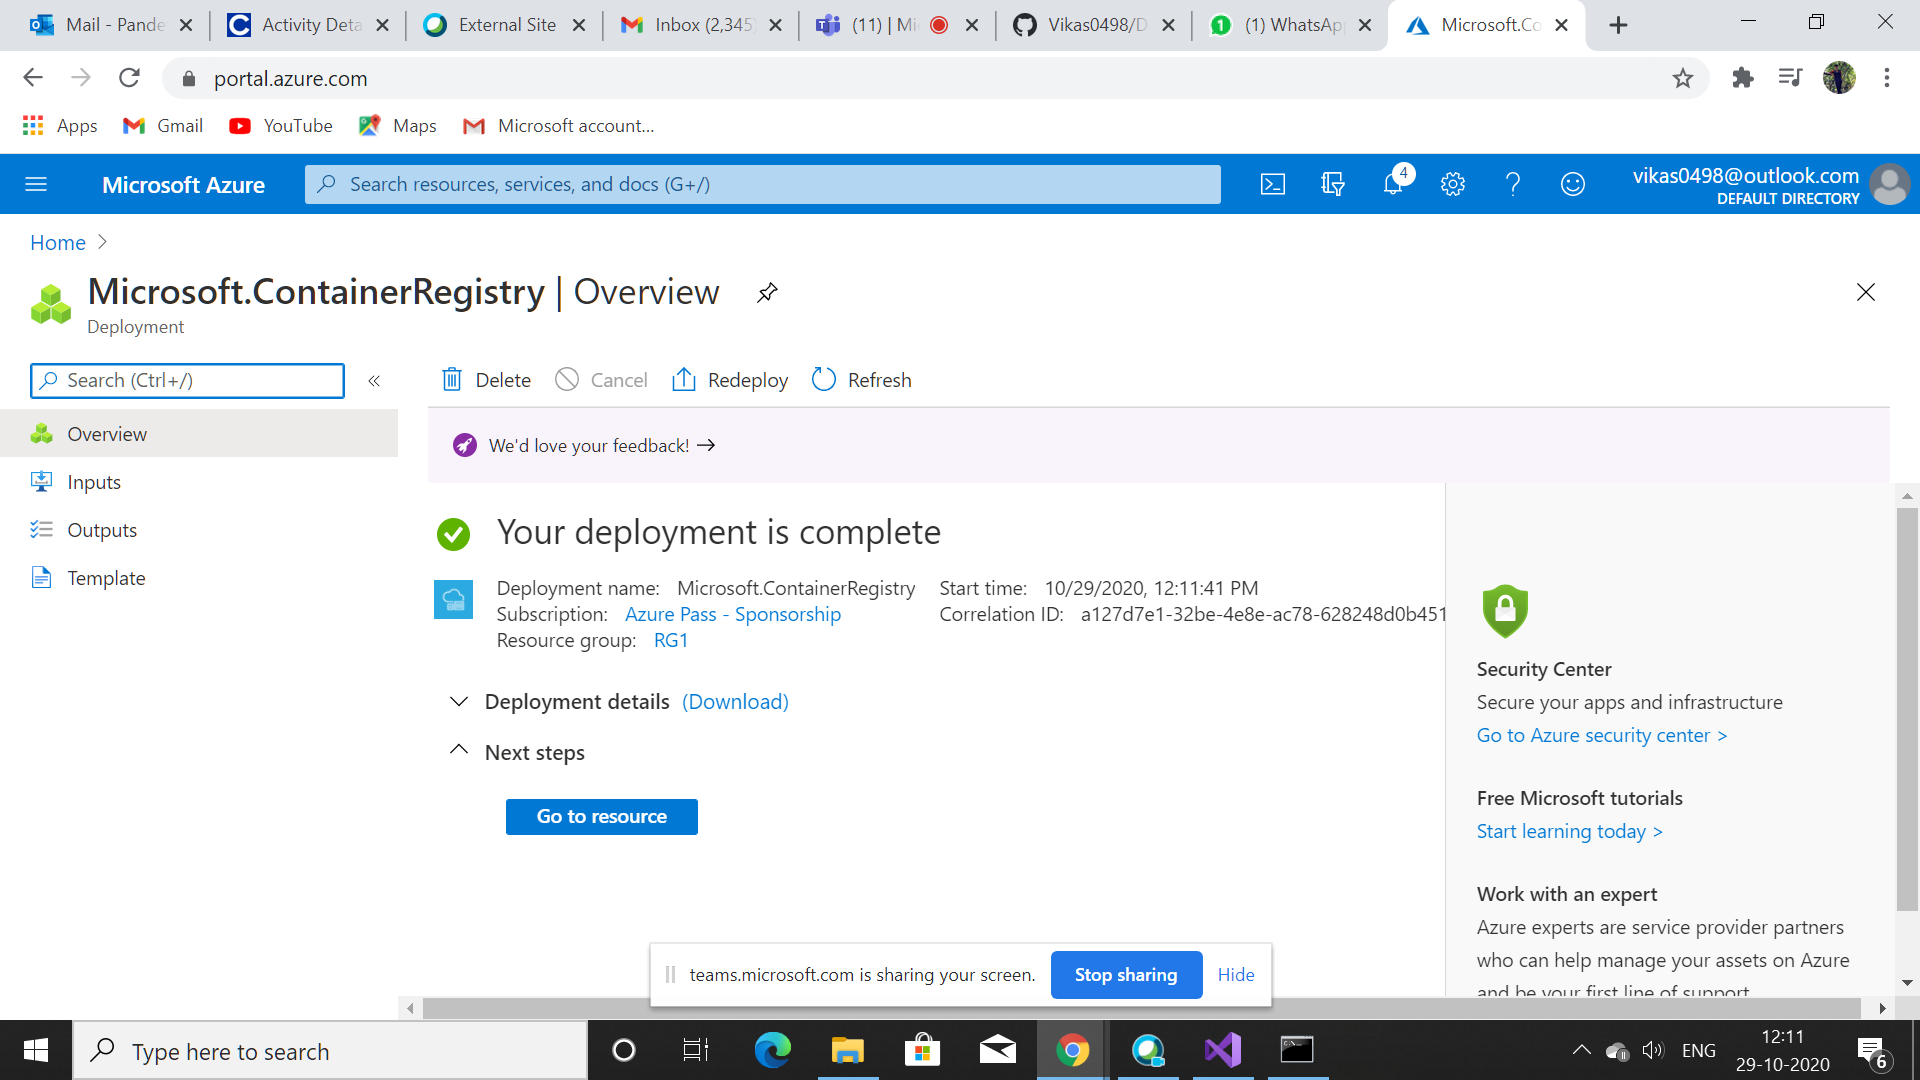 Mail - Pande
Activity Deta
External Site
Inbox (2,345)
(11) | Mi
Vikas0498/D
(1) WhatsAp
Microsoft.Co
portal.azure.com
Apps
Gmail
YouTube
Maps
Microsoft account...
Microsoft Azure
Search resources, services, and docs (G+/)
4
vikas0498@outlook.com
DEFAULT DIRECTORY
Home
Microsoft.ContainerRegistry | Overview
Deployment
Search (Ctrl+/)
Delete
Cancel
Redeploy
Refresh
Overview
Inputs
Outputs
Template
We'd love your feedback! →
Your deployment is complete
Deployment name: Microsoft.ContainerRegistry
Subscription: Azure Pass - Sponsorship
Resource group: RG1
Start time: 10/29/2020, 12:11:41 PM
Correlation ID: a127d7e1-32be-4e8e-ac78-628248d0b451
Deployment details (Download)
Next steps
Go to resource
Security Center
Secure your apps and infrastructure
Go to Azure security center >
Free Microsoft tutorials
Start learning today >
Work with an expert
Azure experts are service provider partners
who can help manage your assets on Azure
and be your first line of support
teams.microsoft.com is sharing your screen.
Stop sharing
Hide
Type here to search
ENG
12:11
29-10-2020
6